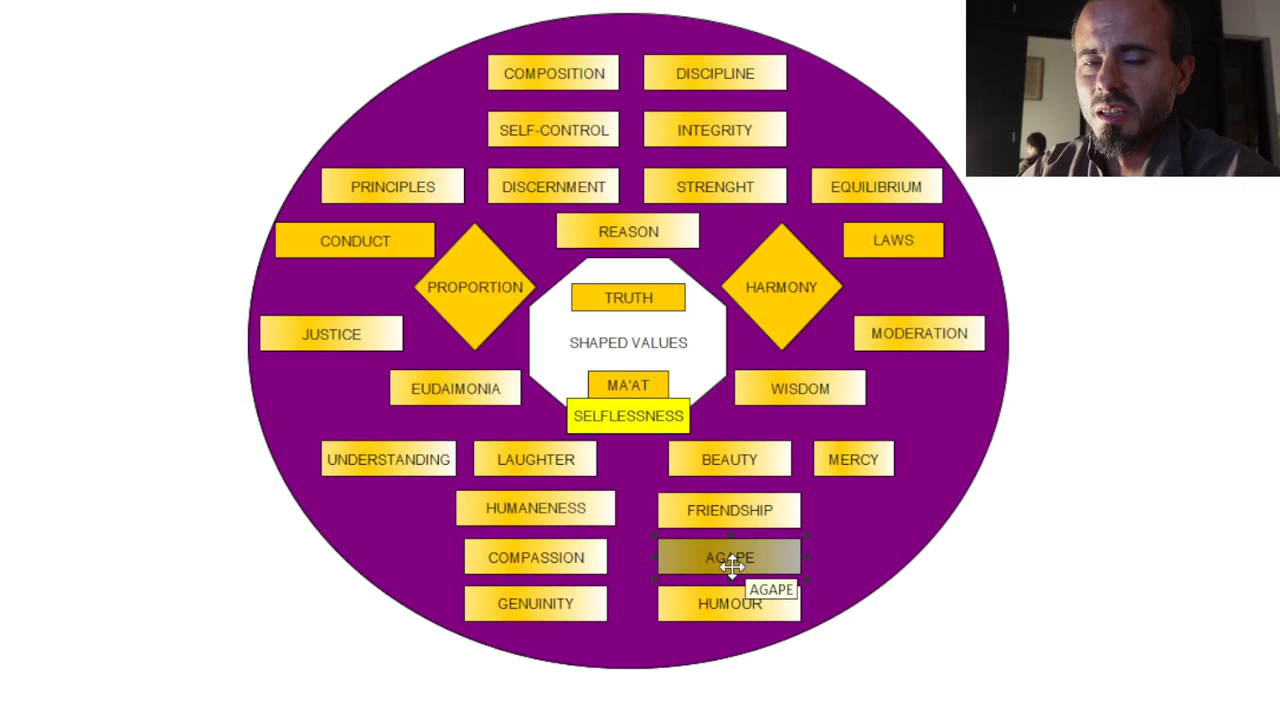 COMPOSITION
DISCIPLINE
SELF-CONTROL
INTEGRITY
PRINCIPLES
DISCERNMENT
STRENGHT
EQUILIBRIUM
REASON
CONDUCT
LAWS
PROPORTION
HARMONY
TRUTH
JUSTICE
SHAPED VALUES
MODERATION
EUDAIMONIA
MA'AT
WISDOM
SELFLESSNESS
UNDERSTANDING
LAUGHTER
BEAUTY
MERCY
HUMANENESS
FRIENDSHIP
COMPASSION
AGAPE
AGAPE
GENUINITY
HUMOUR